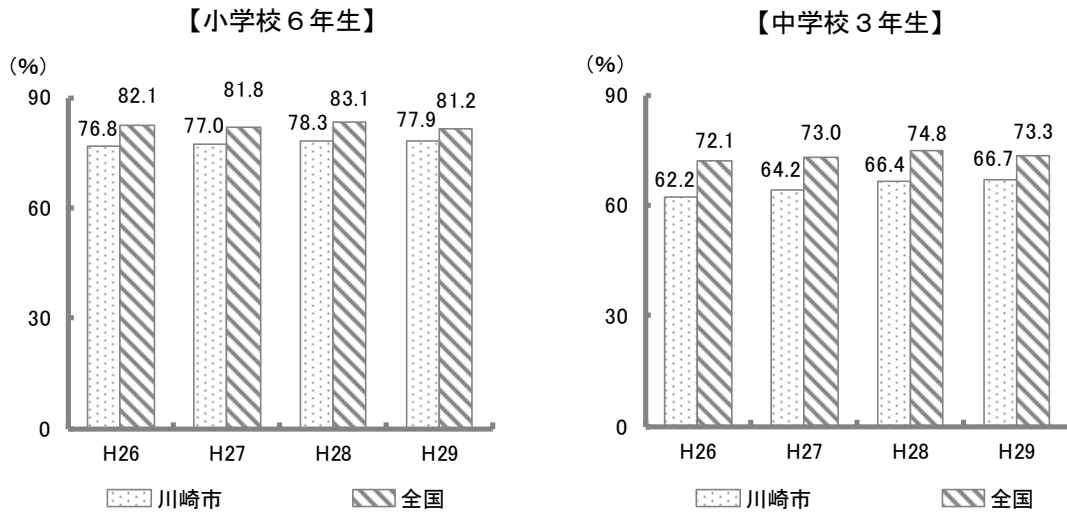 【小学校６年生】
（%）
90
60
30
0
76.8
82.1
77.0
81.8
78.3
83.1
77.9
81.2
H26
H27
H28
H29
川崎市
全国
【中学校３年生】
（%）
90
60
30
0
62.2
72.1
64.2
73.0
66.4
74.8
66.7
73.3
H26
H27
H28
H29
川崎市
全国